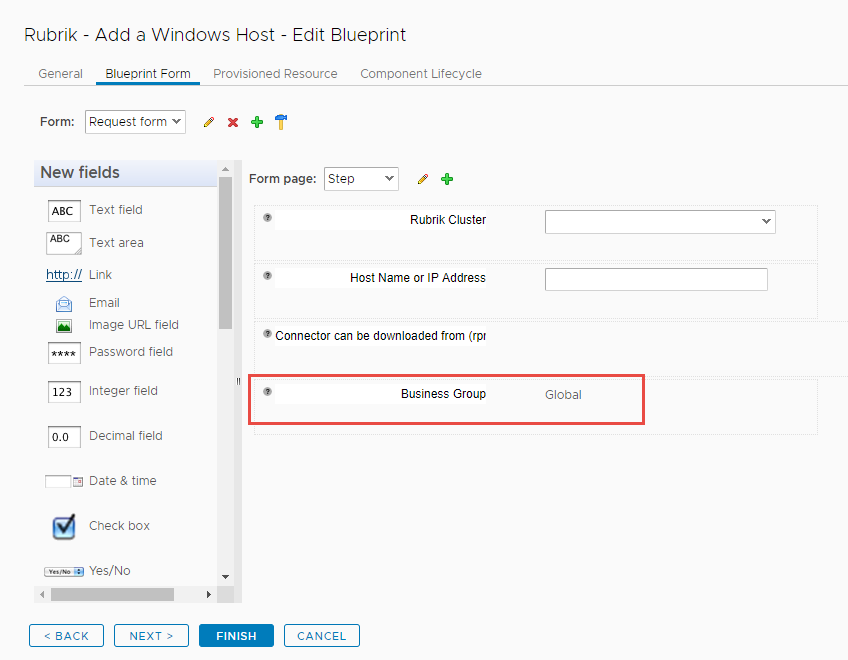 Rubrik - Add a Windows Host - Edit Blueprint
General Blueprint Form Provisioned Resource Component Lifecycle
Form: Request form
New fields
ABC Text field
ABC Text area
http:// Link
Email
Image URL field
**** Password field
123 Integer field
0.0 Decimal field
Date & time
Check box
Yes/No Yes/No
Form page: Step
Rubrik Cluster
Host Name or IP Address
Connector can be downloaded from (rpr
Business Group Global
< BACK NEXT > FINISH CANCEL